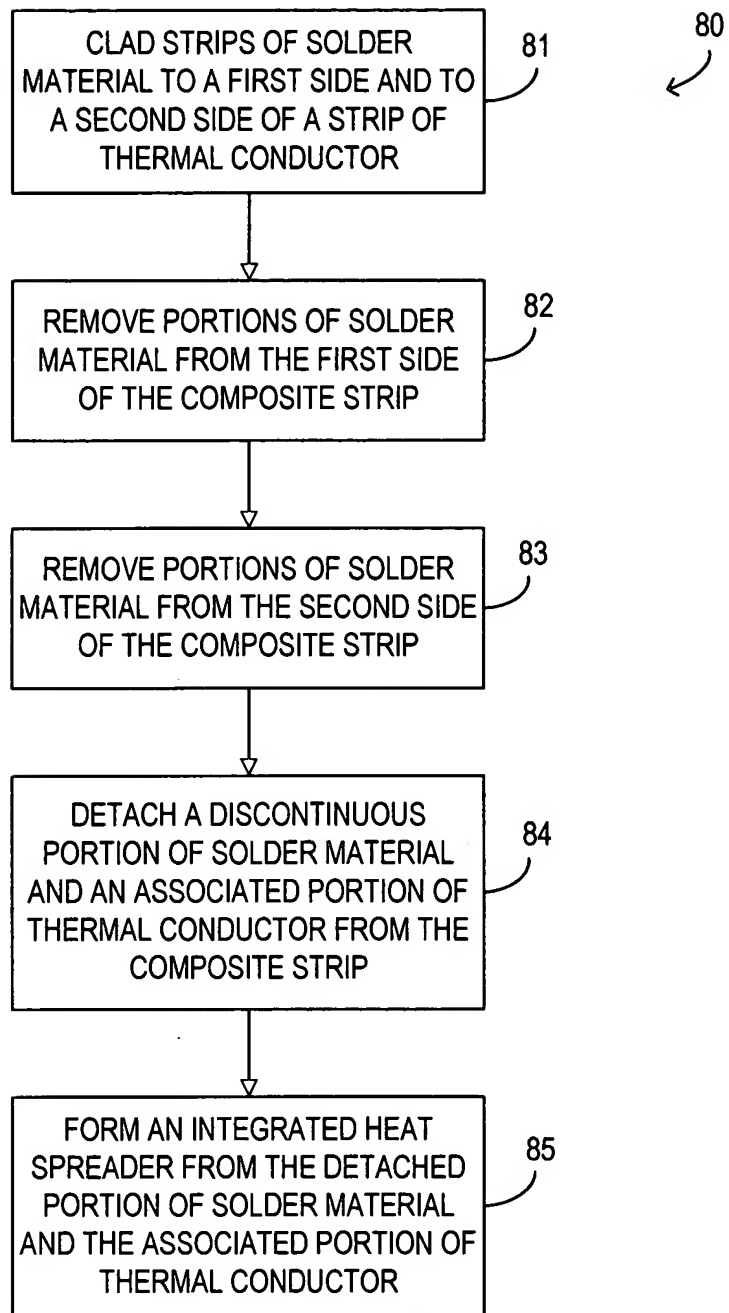 80
CLAD STRIPS OF SOLDER
MATERIAL TO A FIRST SIDE AND TO
A SECOND SIDE OF A STRIP OF
THERMAL CONDUCTOR
81
REMOVE PORTIONS OF SOLDER
MATERIAL FROM THE FIRST SIDE
OF THE COMPOSITE STRIP
82
REMOVE PORTIONS OF SOLDER
MATERIAL FROM THE SECOND SIDE
OF THE COMPOSITE STRIP
83
DETACH A DISCONTINUOUS
PORTION OF SOLDER MATERIAL
AND AN ASSOCIATED PORTION OF
THERMAL CONDUCTOR FROM THE
COMPOSITE STRIP
84
FORM AN INTEGRATED HEAT
SPREADER FROM THE DETACHED
PORTION OF SOLDER MATERIAL
AND THE ASSOCIATED PORTION OF
THERMAL CONDUCTOR
85